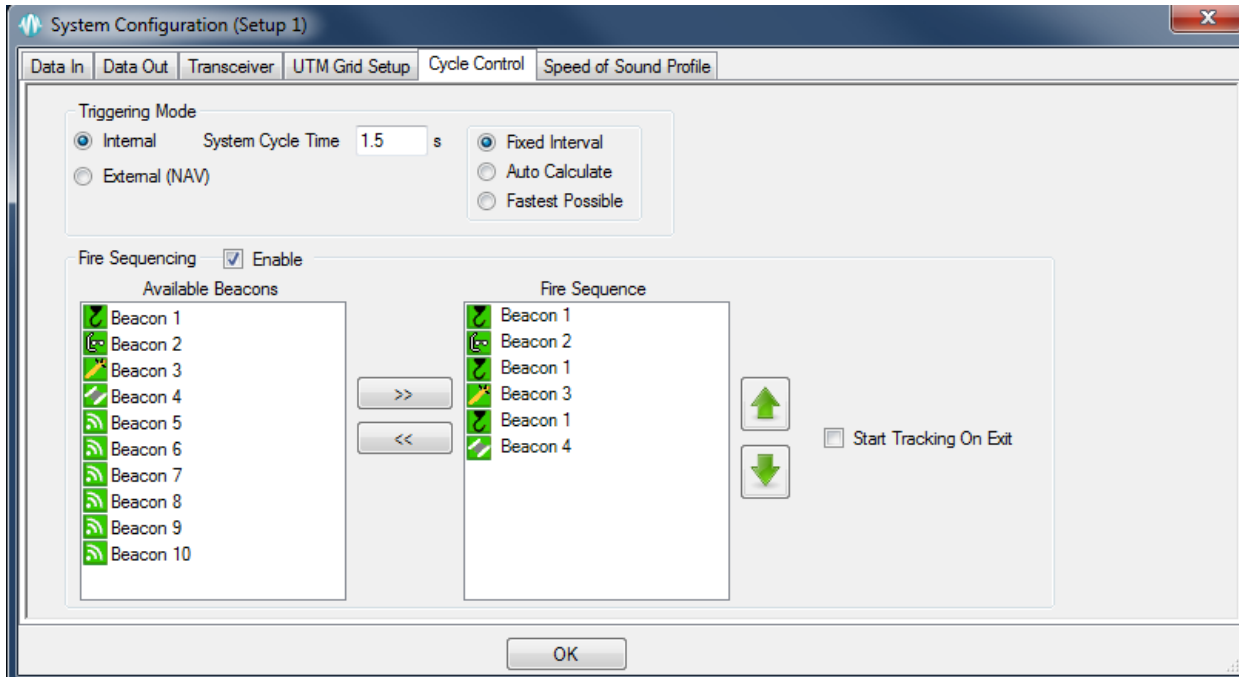 System Configuration (Setup 1)
Data In Data Out Transceiver UTM Grid Setup Cycle Control Speed of Sound Profile
Triggering Mode
Internal System Cycle Time 1.5 s Fixed Interval
External (NAV) Auto Calculate
Fastest Possible
Fire Sequencing Enable
Available Beacons
Beacon 1
Beacon 2
Beacon 3
Beacon 4
Beacon 5
Beacon 6
Beacon 7
Beacon 8
Beacon 9
Beacon 10
>>
<<
Fire Sequence
Beacon 1
Beacon 2
Beacon 1
Beacon 3
Beacon 1
Beacon 4
Start Tracking On Exit
OK